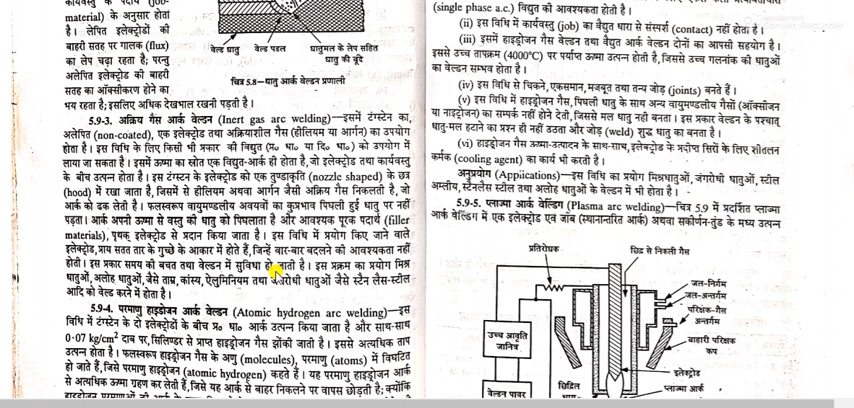 material) के अनुसार होता
है। लेपित इलेक्ट्रोडों की
बाहरी सतह पर गालक (flux)
का लेप चढ़ा रहता है; परन्तु
अलेपित इलेक्ट्रोड की बाहरी
सतह का आक्सीकरण होने का
भय रहता है; इसलिए अधिक देखभाल रखनी पड़ती है।
वेल्ड धातु
वेल्ड पडल
धातुमल के लेप सहित
धातु की बूंदे
चित्र 5.8—धातु आर्क वेल्डन प्रणाली
5.9-3. अक्रिय गैस आर्क वेल्डन (Inert gas arc welding)—इसमें टंगस्टेन का,
अलेपित (non-coated), एक इलेक्ट्रोड तथा अक्रियाशील गैस (हीलियम या आर्गन) का उपयोग
होता है। इस विधि के लिए किसी भी प्रकार की विद्युत (प्र० धा० या दि० धा०) को उपयोग में
लाया जा सकता है। इसमें ऊष्मा का स्रोत एक विद्युत-आर्क ही होता है, जो इलेक्ट्रोड तथा कार्यवस्तु
के बीच उत्पन्न होता है। इस टंगस्टेन के इलेक्ट्रोड को एक तुण्डाकृति (nozzle shaped) के छत्र
(hood) में रखा जाता है, जिसमें से हीलियम अथवा आर्गन जैसी अक्रिय गैस निकलती है, जो
आर्क को ढक लेती है। फलस्वरूप वायुमण्डलीय अवयवों का कुप्रभाव पिघली हुई धातु पर नहीं
पड़ता। आर्क अपनी ऊष्मा से वस्तु की धातु को पिघलाता है और आवश्यक पूरक पदार्थ (filler
materials), पृथक् इलेक्ट्रोड से प्रदान किया जाता है। इस विधि में प्रयोग किए जाने वाले
इलेक्ट्रोड, प्राय सतत तार के गुच्छे के आकार में होते हैं, जिन्हें बार-बार बदलने की आवश्यकता नहीं
होती। इस प्रकार समय की बचत तथा वेल्डन में सुविधा हो जाती है। इस प्रक्रम का प्रयोग मिश्र
धातुओं, अलोह धातुओं, जैसे ताम्र, कांस्य, ऐलुमिनियम तथा धातुओं जैसे स्टैन लैस-स्टील
आदि को वेल्ड करने में होता है।
5.9-4. परमाणु हाइड्रोजन आर्क वेल्डन (Atomic hydrogen arc welding)—इस
विधि में टंगस्टेन के दो इलेक्ट्रोडों के बीच प्र० धा० आर्क उत्पन्न किया जाता है और साथ-साथ
0·07 kg/cm² दाब पर, सिलिण्डर से प्राप्त हाइड्रोजन गैस झोंकी जाती है। इससे अत्यधिक ताप
उत्पन्न होता है। फलस्वरूप हाइड्रोजन गैस के अणु (molecules), परमाणु (atoms) में विघटित
हो जाते हैं, जिसे परमाणु हाइड्रोजन (atomic hydrogen) कहते हैं। यह परमाणु हाइड्रोजन आर्क
से अत्यधिक ऊष्मा ग्रहण कर लेती है, जिसे यह आर्क से बाहर निकलने पर वापस छोड़ती है; क्योंकि
(single phase a.c.) विद्युत की आवश्यकता होती है।
(ii) इस विधि में कार्यवस्तु (job) का वैद्युत धारा से संस्पर्श (contact) नहीं होता है।
(iii) इसमें हाइड्रोजन गैस वेल्डन तथा वैद्युत आर्क वेल्डन दोनों का आपसी सहयोग है।
इससे उच्च तापक्रम (4000°C) पर पर्याप्त ऊष्मा उत्पन्न होती है, जिससे उच्च गलनांक की धातुओं
का वेल्डन सम्भव होता है।
(iv) इस विधि से चिकने, एकसमान, मजबूत तथा तन्य जोड़ (joints) बनते हैं।
(v) इस विधि में हाइड्रोजन गैस, पिघली धातु के साथ अन्य वायुमण्डलीय गैसों (ऑक्सीजन
या नाइट्रोजन) का सम्पर्क नहीं होने देती, जिससे मल धातु नही बनता। इस प्रकार वेल्डन के पश्चात्
धातु-मल हटाने का प्रश्न ही नहीं उठता और जोड़ (weld) शुद्ध धातु का बनता है।
(vi) हाइड्रोजन गैस ऊष्मा-उत्पादन के साथ-साथ, इलेक्ट्रोड के प्रदीप्त सिरों के लिए शीतलन
कर्मक (cooling agent) का कार्य भी करती है।
अनुप्रयोग (Applications)—इस विधि का प्रयोग मिश्रधातुओं, जंगरोधी धातुओं, स्टील
अम्लीय, स्टैनलैस स्टील तथा अलोह धातुओं के वेल्डन में भी होता है।
5.9-5. प्लाज्मा आर्क वेल्डिंग (Plasma arc welding)—चित्र 5.9 में प्रदर्शित प्लाज्मा
आर्क वेल्डिंग में एक इलेक्ट्रोड एवं जॉब (स्थानान्तरित आर्क) अथवा सकीर्णन-तुंड के मध्य उत्पन्न
प्रतिरोधक
छिद्र से निकली गैस
जल-निर्गम
जल-अन्तर्गम
परिक्षक-गैस
अन्तर्गम
बाहारी परिक्षक
कप
उच्च आवृति
जनित्र
इलेक्ट्रोड
प्लाज्मा आर्क
वेल्डन पावर
छिद्रित